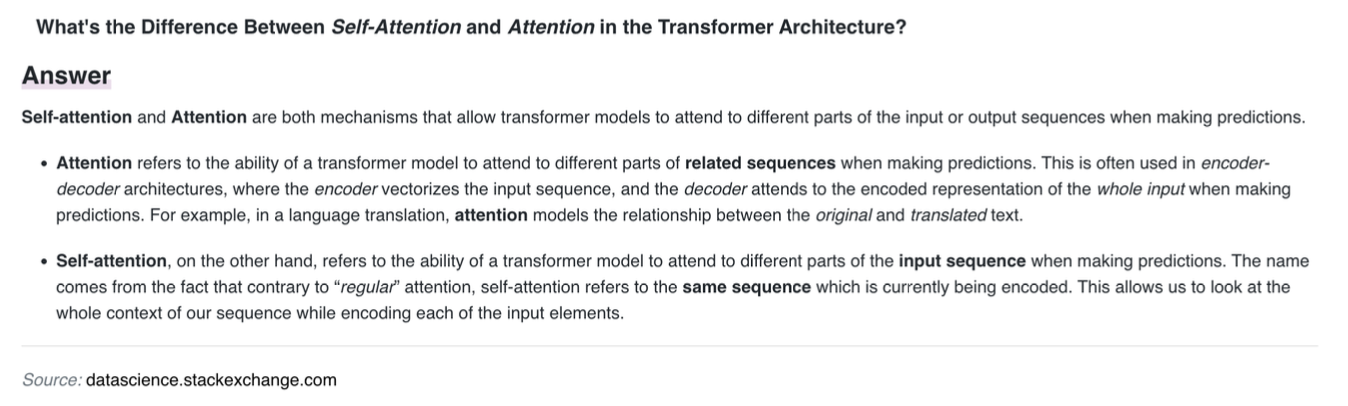 What's the Difference Between Self-Attention and Attention in the Transformer Architecture?
Answer
Self-attention and Attention are both mechanisms that allow transformer models to attend to different parts of the input or output sequences when making predictions.
• Attention refers to the ability of a transformer model to attend to different parts of related sequences when making predictions. This is often used in encoder-
decoder architectures, where the encoder vectorizes the input sequence, and the decoder attends to the encoded representation of the whole input when making
predictions. For example, in a language translation, attention models the relationship between the original and translated text.
• Self-attention, on the other hand, refers to the ability of a transformer model to attend to different parts of the input sequence when making predictions. The name
comes from the fact that contrary to “regular” attention, self-attention refers to the same sequence which is currently being encoded. This allows us to look at the
whole context of our sequence while encoding each of the input elements.
Source: datascience.stackexchange.com